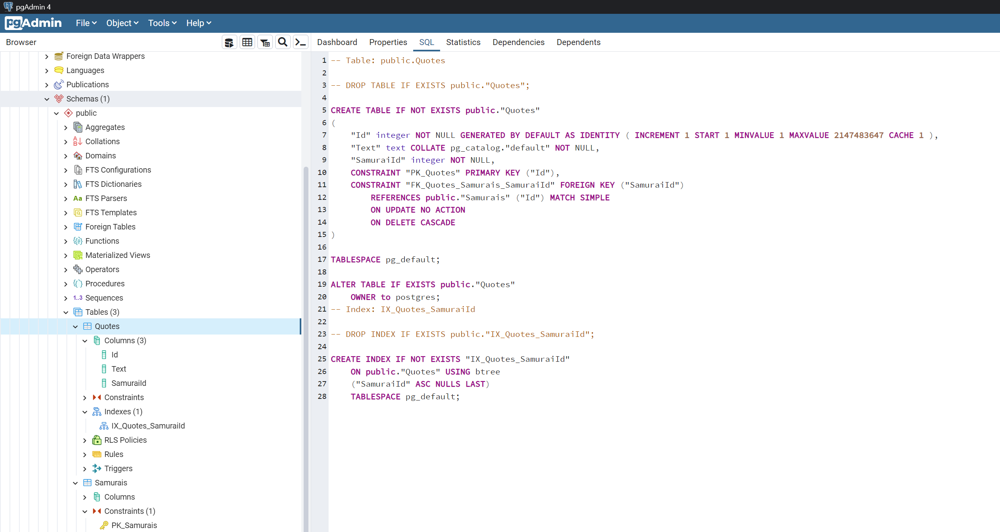 pgAdmin 4
pgAdmin File Object Tools Help
Browser
Dashboard Properties SQL Statistics Dependencies Dependents
Foreign Data Wrappers
Languages
Publications
Schemas (1)
public
Aggregates
Collations
Domains
FTS Configurations
FTS Dictionaries
Aa FTS Parsers
FTS Templates
Foreign Tables
Functions
Materialized Views
Operators
Procedures
1..3 Sequences
Tables (3)
Quotes
Columns (3)
Id
Text
SamuraiId
Constraints
Indexes (1)
IX_Quotes_SamuraiId
RLS Policies
Rules
Triggers
Samurais
Columns
Constraints (1)
PK_Samurais
1 -- Table: public.Quotes
2
3 -- DROP TABLE IF EXISTS public."Quotes";
4
5 CREATE TABLE IF NOT EXISTS public."Quotes"
6 (
7 "Id" integer NOT NULL GENERATED BY DEFAULT AS IDENTITY ( INCREMENT 1 START 1 MINVALUE 1 MAXVALUE 2147483647 CACHE 1 ),
8 "Text" text COLLATE pg_catalog."default" NOT NULL,
9 "SamuraiId" integer NOT NULL,
10 CONSTRAINT "PK_Quotes" PRIMARY KEY ("Id"),
11 CONSTRAINT "FK_Quotes_Samurais_SamuraiId" FOREIGN KEY ("SamuraiId")
12 REFERENCES public."Samurais" ("Id") MATCH SIMPLE
13 ON UPDATE NO ACTION
14 ON DELETE CASCADE
15 )
16
17 TABLESPACE pg_default;
18
19 ALTER TABLE IF EXISTS public."Quotes"
20 OWNER to postgres;
21 -- Index: IX_Quotes_SamuraiId
22
23 -- DROP INDEX IF EXISTS public."IX_Quotes_SamuraiId";
24
25 CREATE INDEX IF NOT EXISTS "IX_Quotes_SamuraiId"
26 ON public."Quotes" USING btree
27 ("SamuraiId" ASC NULLS LAST)
28 TABLESPACE pg_default;